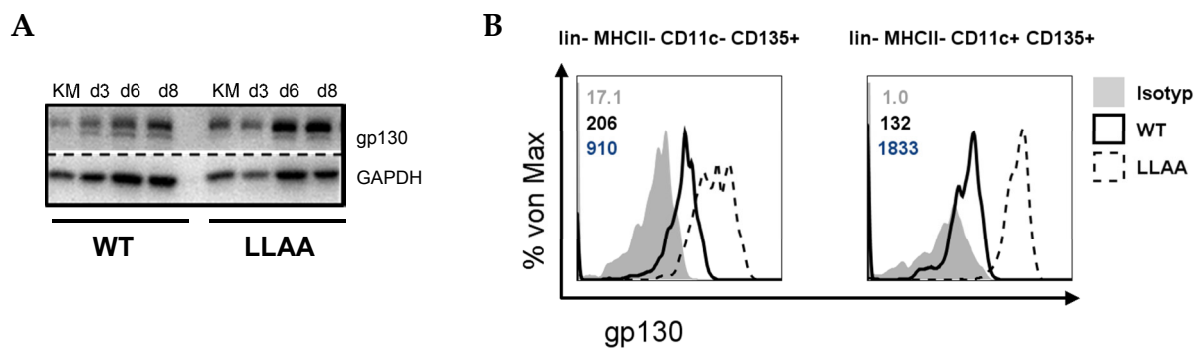 A
KM d3 d6 d8 KM d3 d6 d8
gp130
GAPDH
WT LLAA
B
lin- MHCII- CD11c- CD135+
lin- MHCII- CD11c+ CD135+
% von Max
17.1
206
910
1.0
132
1833
Isotyp
WT
LLAA
gp130